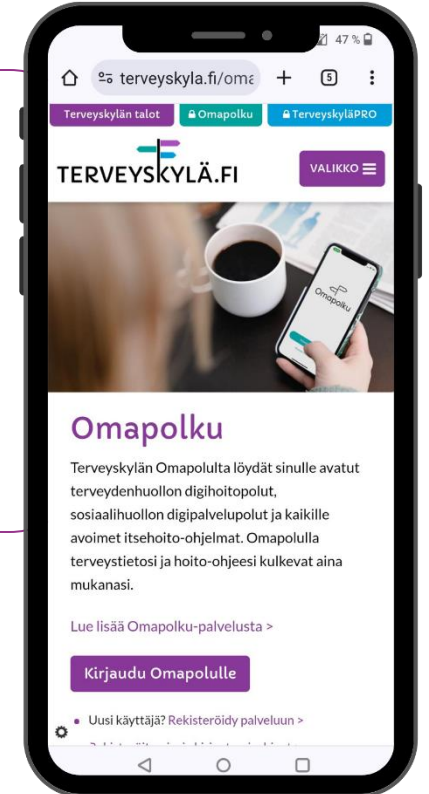 47 %
terveyskyla.fi/oma
5
Terveyskylän talot
Omapolku
TerveyskyläPRO
TERVEYSKYLÄ.FI
VALIKKO
Omapolku
Omapolku
Terveyskylän Omapolulta löydät sinulle avatut
terveydenhuollon digihoitopolut,
sosiaalihuollon digipalvelupolut ja kaikille
avoimet itsehoito-ohjelmat. Omapolulla
terveystietosi ja hoito-ohjeesi kulkevat aina
mukanasi.
Lue lisää Omapolku-palvelusta >
Kirjaudu Omapolulle
Uusi käyttäjä? Rekisteröidy palveluun >